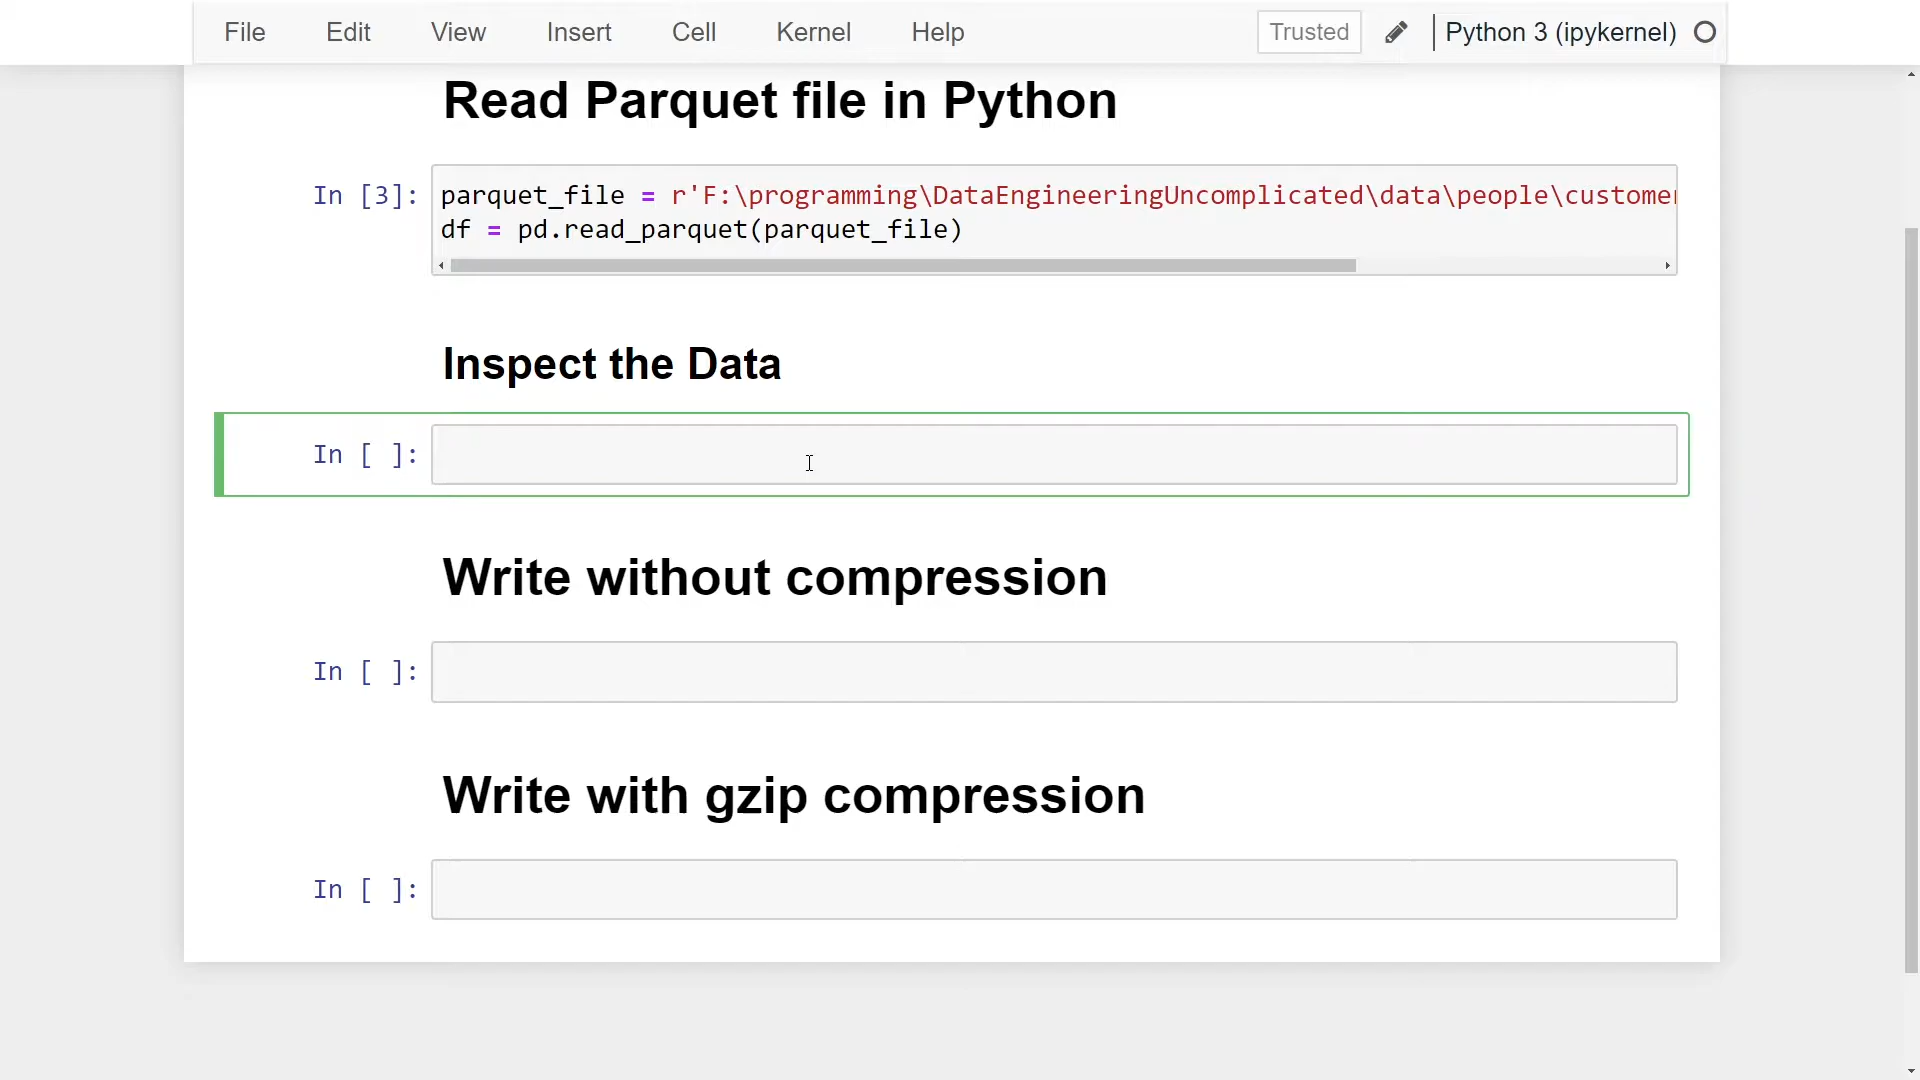 File Edit View Insert Cell Kernel Help Trusted Python 3 (ipykernel)
Read Parquet file in Python
In [3]: parquet_file = r'F:\programming\DataEngineeringUncomplicated\data\people\customer
df = pd.read_parquet(parquet_file)
Inspect the Data
In [ ]:
Write without compression
In [ ]:
Write with gzip compression
In [ ]: